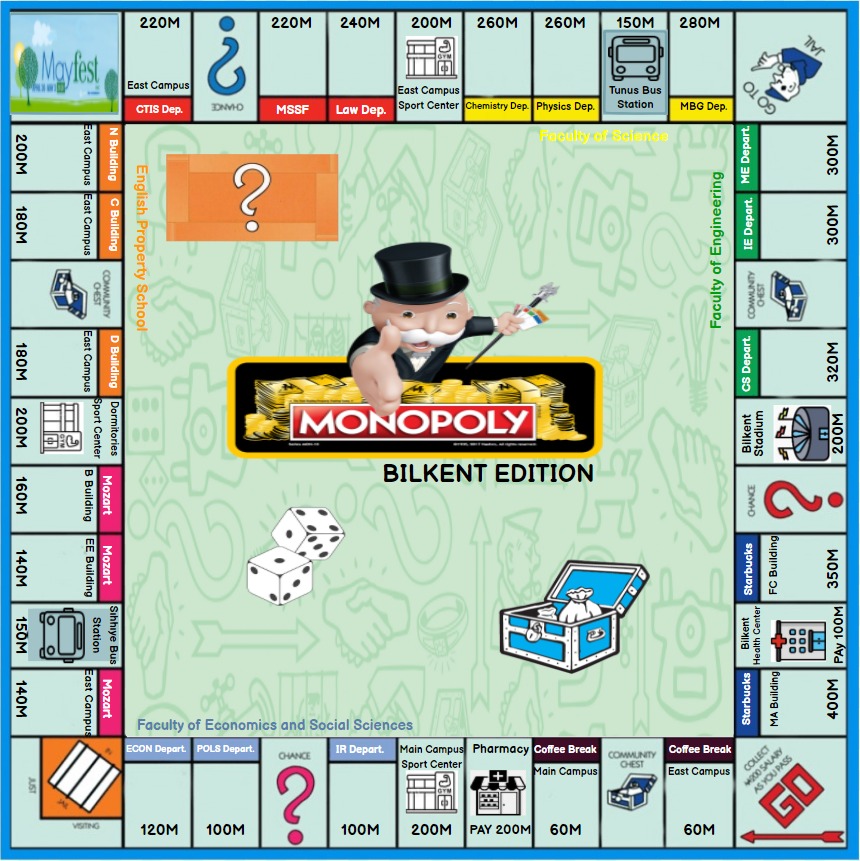 220M
220M
240M
200M
260M
260M
150M
280M
Mayfest
East Campus
CHANCE
East Campus
Sport Center
Tunus Bus
Station
GO TO
JAIL
CTIS Dep.
MSSF
Law Dep.
Chemistry Dep.
Physics Dep.
MBG Dep.
200M
East Campus
N Building
180M
East Campus
C Building
COMMUNITY
CHEST
180M
East Campus
D Building
200M
Dormitories
Sport Center
160M
B Building
Mozart
140M
EE Building
Mozart
150M
Sihhiye Bus
Station
140M
East Campus
Mozart
English Property School
Faculty of Science
Faculty of Engineering
Faculty of Economics and Social Sciences
MONOPOLY
BILKENT EDITION
ME Depart.
300M
IE Depart.
300M
COMMUNITY
CHEST
CS Depart.
320M
Bilkent
Stadium
200M
CHANCE
Starbucks
FC Building
350M
Bilkent
Health Center
PAy 100M
Starbucks
MA Building
400M
IN
JAIL
JUST
VISITING
ECON Depart.
120M
POLS Depart.
100M
CHANCE
IR Depart.
100M
Main Campus
Sport Center
GYM
200M
Pharmacy
PAY 200M
Coffee Break
Main Campus
60M
COMMUNITY
CHEST
Coffee Break
East Campus
60M
COLLECT
₩200 SALARY
AS YOU PASS
GO